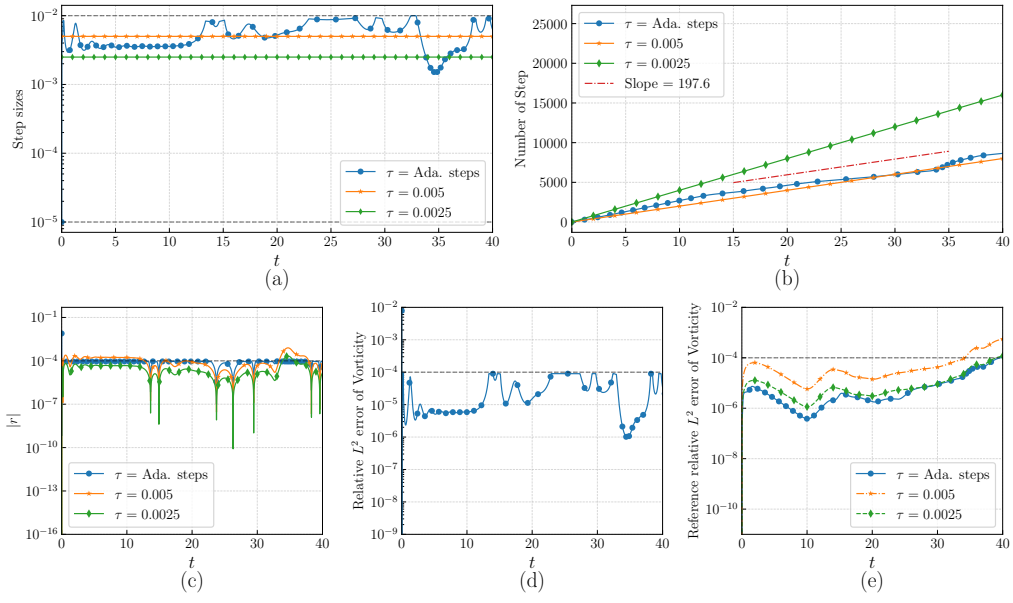 10⁻²
10⁻³
10⁻⁴
10⁻⁵
Step sizes
τ = Ada. steps
τ = 0.005
τ = 0.0025
0 5 10 15 20 25 30 35 40
t
(a)
25000
20000
15000
10000
5000
0
Number of Step
τ = Ada. steps
τ = 0.005
τ = 0.0025
Slope = 197.6
0 5 10 15 20 25 30 35 40
t
(b)
10⁻¹
10⁻⁴
10⁻⁷
10⁻¹⁰
10⁻¹³
10⁻¹⁶
|r|
τ = Ada. steps
τ = 0.005
τ = 0.0025
0 10 20 30 40
t
(c)
10⁻²
10⁻³
10⁻⁴
10⁻⁵
10⁻⁶
10⁻⁷
10⁻⁸
10⁻⁹
Relative L² error of Vorticity
0 10 20 30 40
t
(d)
10⁻²
10⁻⁴
10⁻⁶
10⁻⁸
10⁻¹⁰
Reference relative L² error of Vorticity
τ = Ada. steps
τ = 0.005
τ = 0.0025
0 10 20 30 40
t
(e)